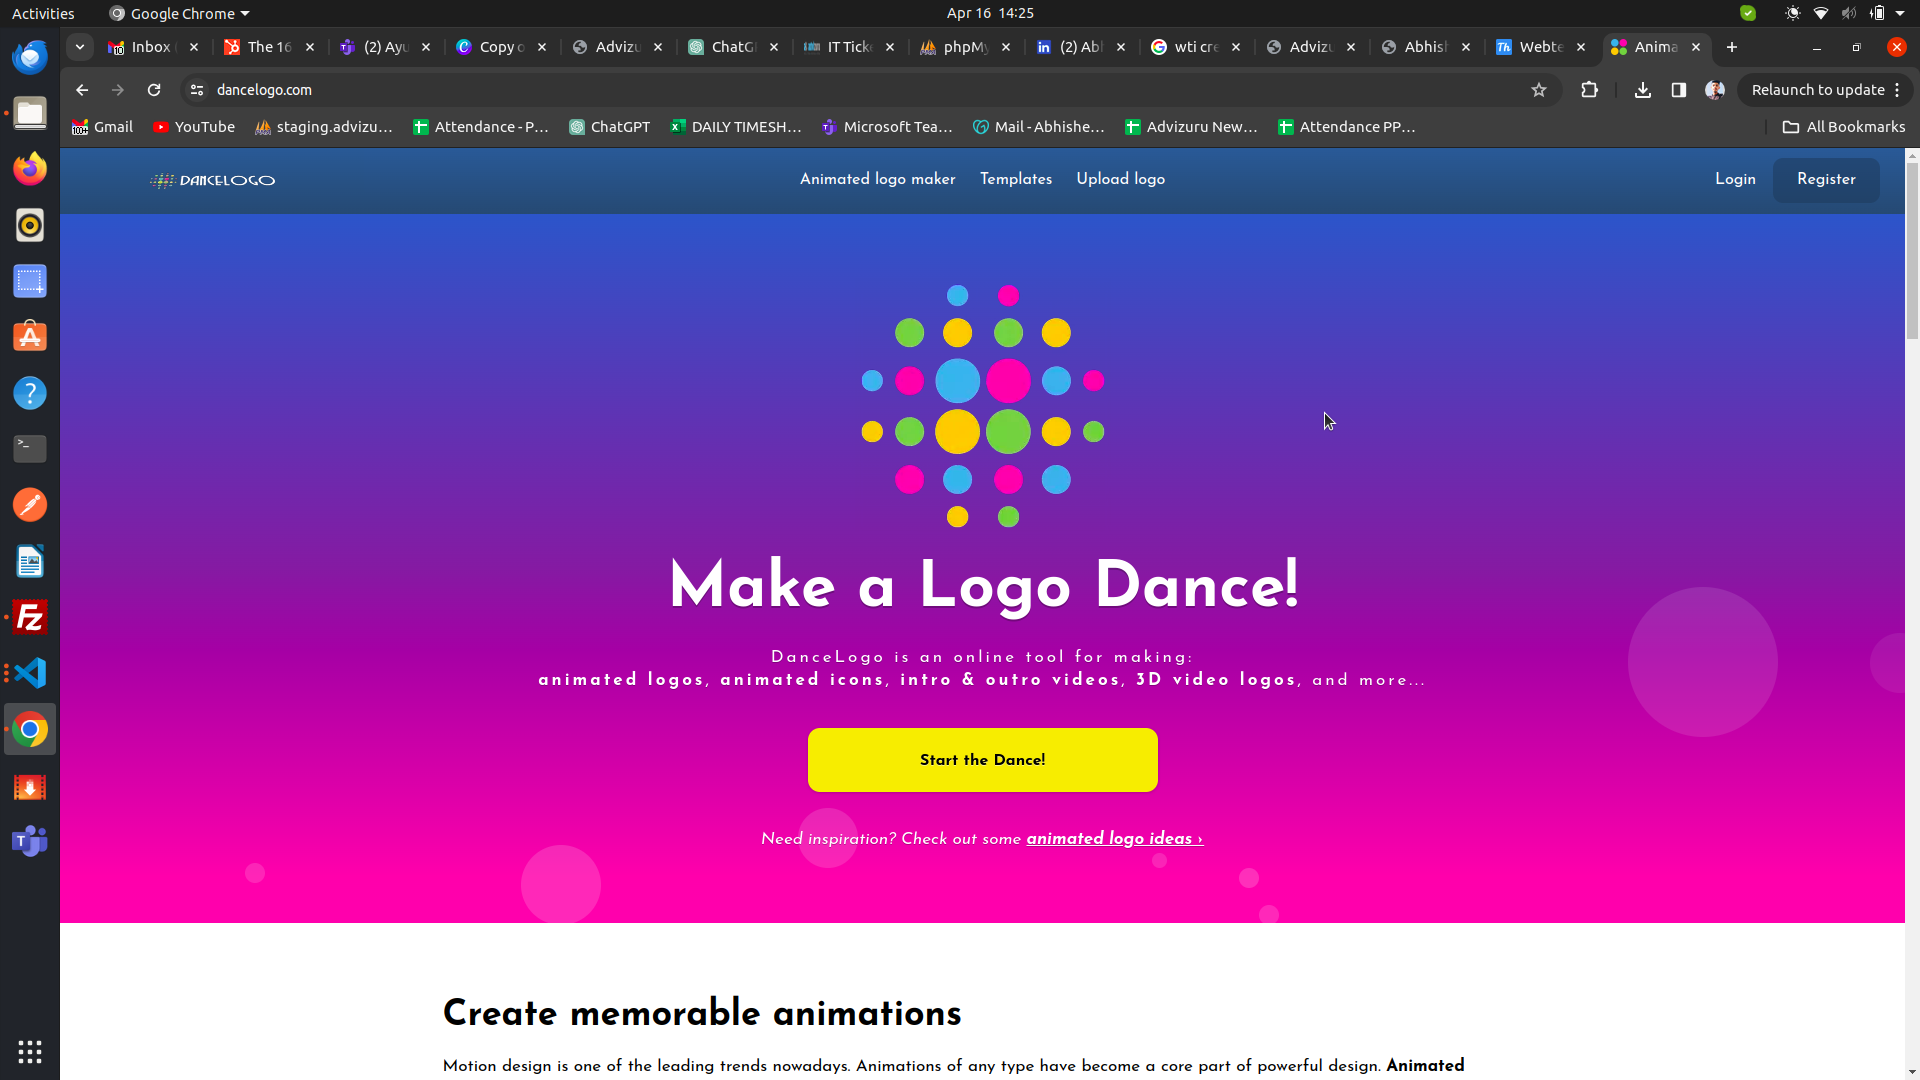 Activities
Google Chrome
Apr 16 14:25
Inbox
The 16
(2) Ayu
Copy o
Advizu
ChatG
IT Ticke
phpMy
(2) Abh
wti cre
Advizu
Abhish
Webte
Anima
dancelogo.com
Relaunch to update
Gmail
YouTube
staging.advizu...
Attendance - P...
ChatGPT
DAILY TIMESH...
Microsoft Tea...
Mail - Abhishe...
Advizuru New...
Attendance PP...
All Bookmarks
DANCELOGO
Animated logo maker
Templates
Upload logo
Login
Register
Make a Logo Dance!
DanceLogo is an online tool for making:
animated logos, animated icons, intro & outro videos, 3D video logos, and more...
Start the Dance!
Need inspiration? Check out some animated logo ideas ›
Create memorable animations
Motion design is one of the leading trends nowadays. Animations of any type have become a core part of powerful design. Animated